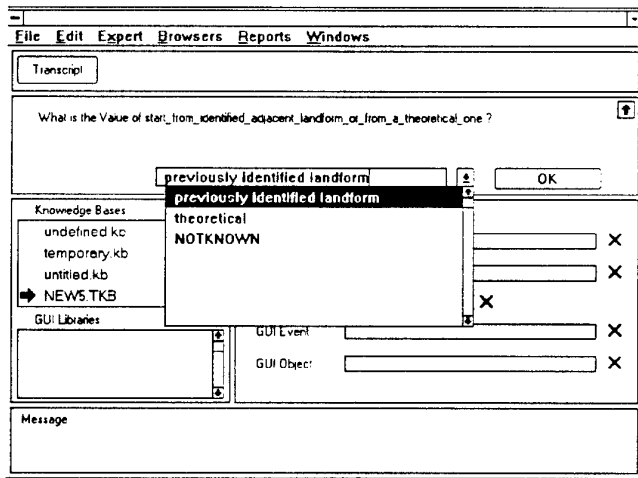 File Edit Expert Browsers Reports Windows
Transcript
What is the Value of start_from_identified_adjacent_landform_or_from_a_theoretical_one ?
previously identified landform
OK
previously identified landform
theoretical
NOTKNOWN
Knowledge Bases
undefined.kb
temporary.kb
untitled.kb
NEW5.TKB
GUI Libraries
GUI Event
GUI Object
Message